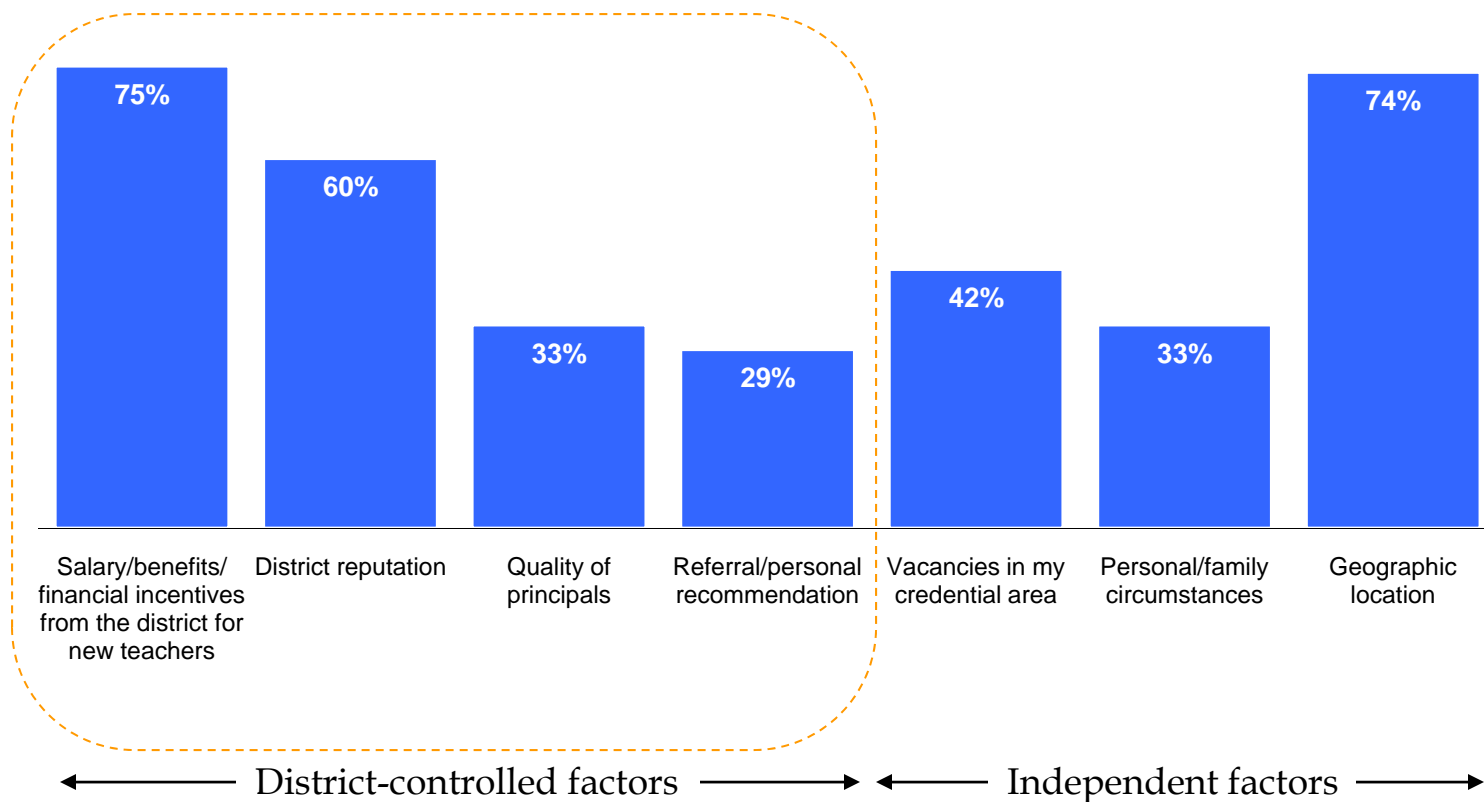 75%
60%
33%
29%
42%
33%
74%
Salary/benefits/
financial incentives
from the district for
new teachers
District reputation
Quality of
principals
Referral/personal
recommendation
Vacancies in my
credential area
Personal/family
circumstances
Geographic
location
District-controlled factors
Independent factors